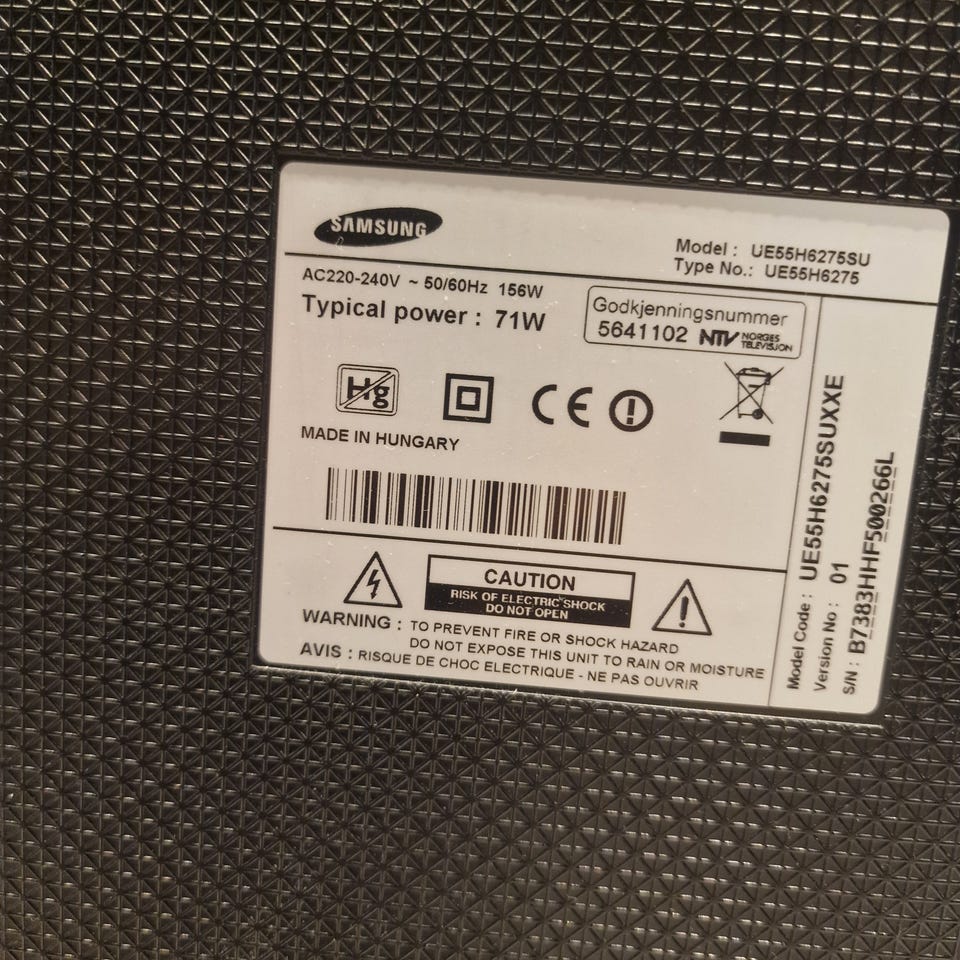 SAMSUNG
Model : UE55H6275SU
Type No.: UE55H6275
AC220-240V ~ 50/60Hz 156W
Typical power : 71W
Godkjenningsnummer
5641102 NTV NORGES TELEVISJON
Hg
CE
MADE IN HUNGARY
CAUTION
RISK OF ELECTRIC SHOCK
DO NOT OPEN
WARNING : TO PREVENT FIRE OR SHOCK HAZARD
DO NOT EXPOSE THIS UNIT TO RAIN OR MOISTURE
AVIS : RISQUE DE CHOC ELECTRIQUE - NE PAS OUVRIR
Model Code : UE55H6275SUXXE
Version No : 01
S/N : B7383HHF500266L